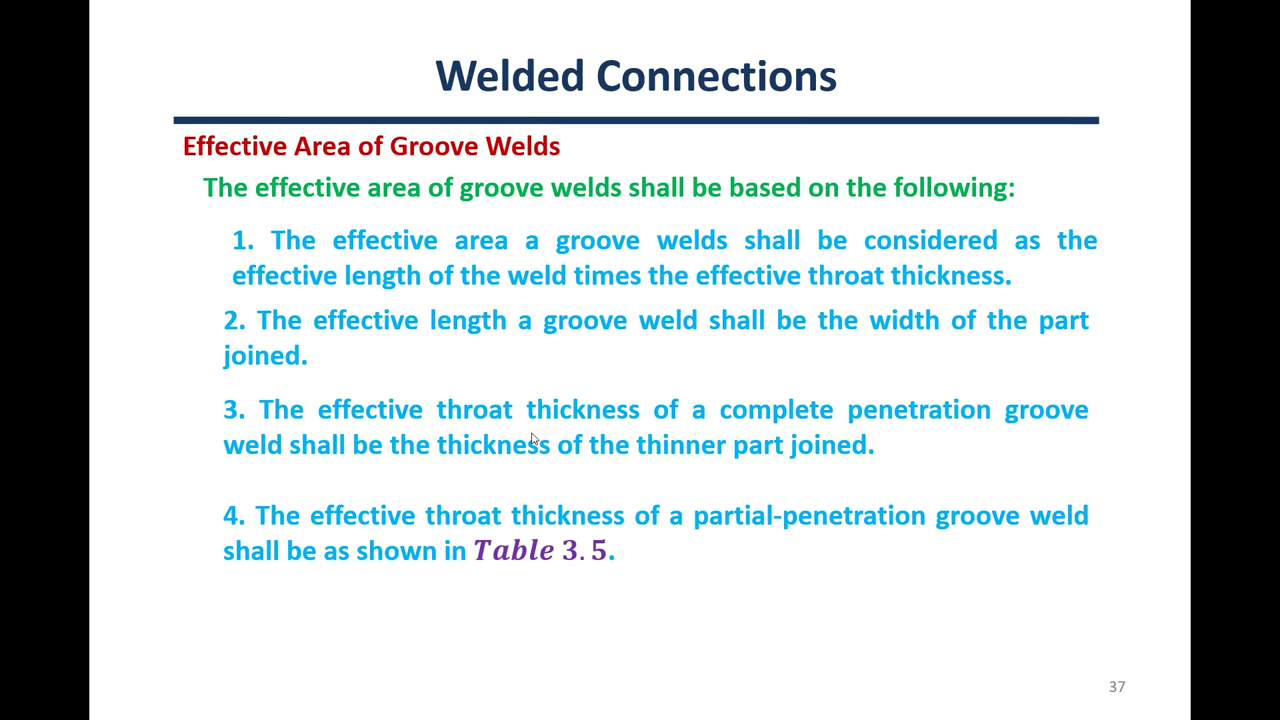 Welded Connections
Effective Area of Groove Welds
The effective area of groove welds shall be based on the following:
1. The effective area a groove welds shall be considered as the
effective length of the weld times the effective throat thickness.
2. The effective length a groove weld shall be the width of the part
joined.
3. The effective throat thickness of a complete penetration groove
weld shall be the thickness of the thinner part joined.
4. The effective throat thickness of a partial-penetration groove weld
shall be as shown in Table 3.5.
37